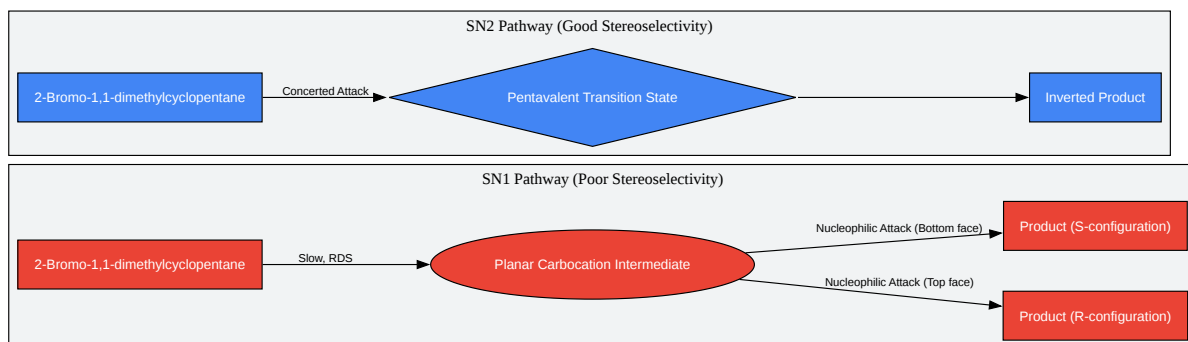 SN2 Pathway (Good Stereoselectivity)
2-Bromo-1,1-dimethylcyclopentane
Concerted Attack
Pentavalent Transition State
Inverted Product
SN1 Pathway (Poor Stereoselectivity)
2-Bromo-1,1-dimethylcyclopentane
Slow, RDS
Planar Carbocation Intermediate
Nucleophilic Attack (Bottom face)
Product (S-configuration)
Nucleophilic Attack (Top face)
Product (R-configuration)